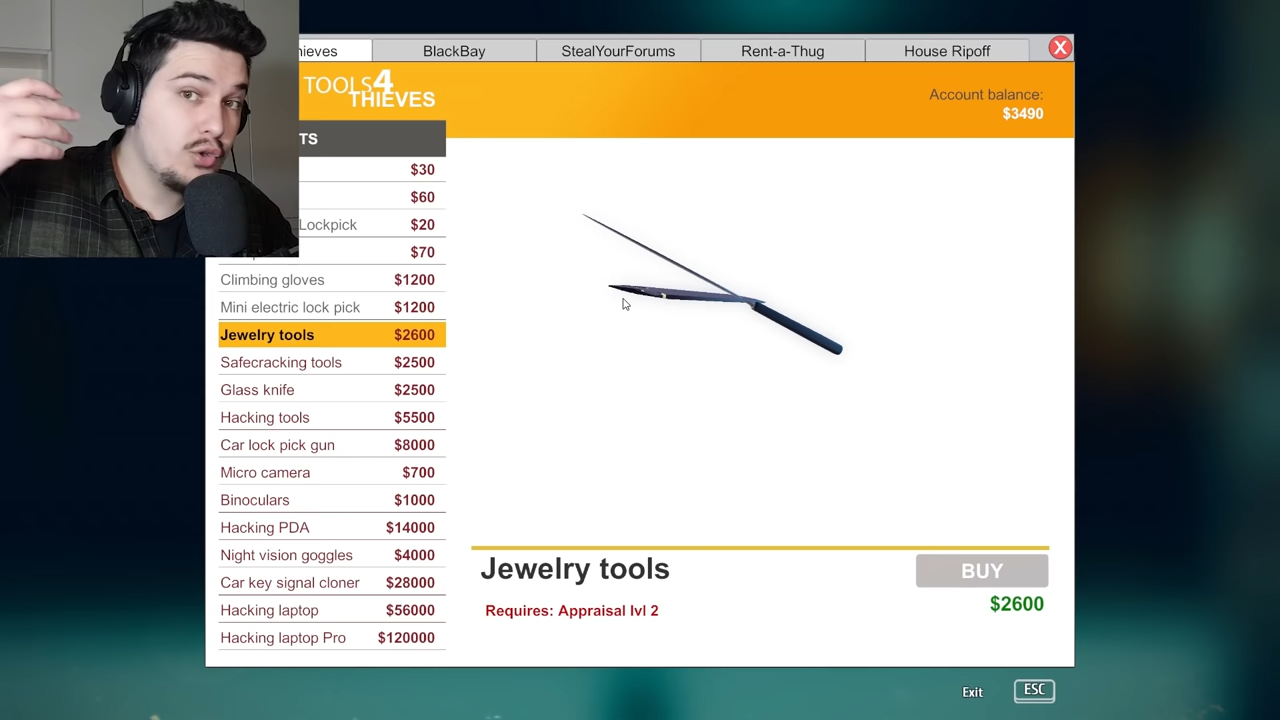 ieves BlackBay StealYourForums Rent-a-Thug House Ripoff X
TOOLS4
THIEVES
Account balance:
$3490
TS
$30
$60
Lockpick $20
$70
Climbing gloves $1200
Mini electric lock pick $1200
Jewelry tools $2600
Safecracking tools $2500
Glass knife $2500
Hacking tools $5500
Car lock pick gun $8000
Micro camera $700
Binoculars $1000
Hacking PDA $14000
Night vision goggles $4000
Car key signal cloner $28000
Hacking laptop $56000
Hacking laptop Pro $120000
Jewelry tools BUY
Requires: Appraisal lvl 2 $2600
Exit ESC